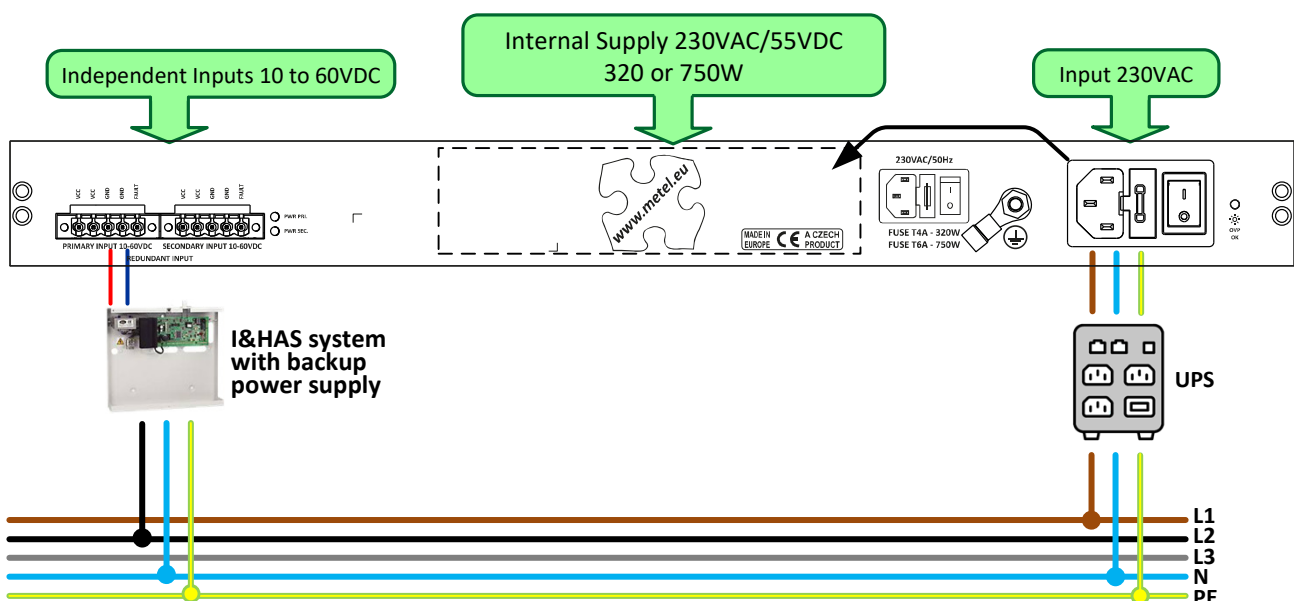 Independent Inputs 10 to 60VDC
Internal Supply 230VAC/55VDC
320 or 750W
Input 230VAC
VCC
VCC
GND
GND
FAULT
VCC
VCC
GND
GND
FAULT
PWR PRI.
PWR SEC.
PRIMARY INPUT 10-60VDC
SECONDARY INPUT 10-60VDC
REDUNDANT INPUT
www.metel.eu
MADE IN
EUROPE
CE
A CZECH
PRODUCT
230VAC/50Hz
FUSE T4A - 320W
FUSE T6A - 750W
OVP
OK
I&HAS system
with backup
power supply
UPS
L1
L2
L3
N
PE